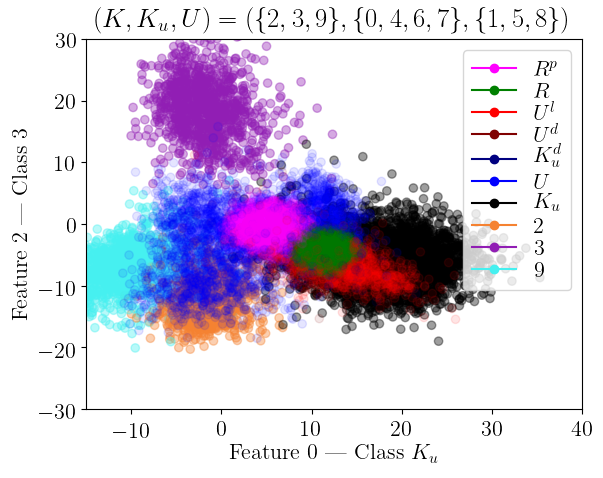 (K, K_u, U) = ({2, 3, 9}, {0, 4, 6, 7}, {1, 5, 8})
30
20
10
0
−10
−20
−30
Feature 2 — Class 3
R^p
R
U^l
U^d
K_u^d
U
K_u
2
3
9
−10
0
10
20
30
40
Feature 0 — Class K_u